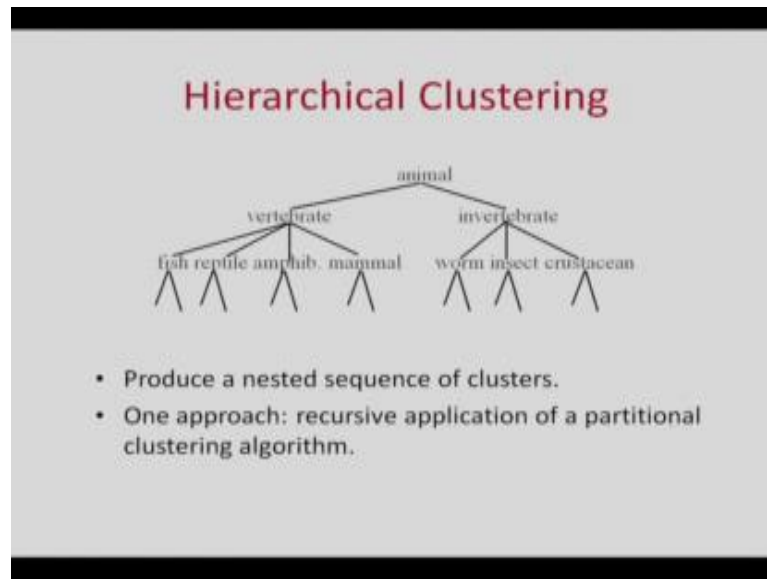 Hierarchical Clustering
animal
vertebrate invertebrate
fish reptile amphib. mammal worm insect crustacean
• Produce a nested sequence of clusters.
• One approach: recursive application of a partitional
clustering algorithm.